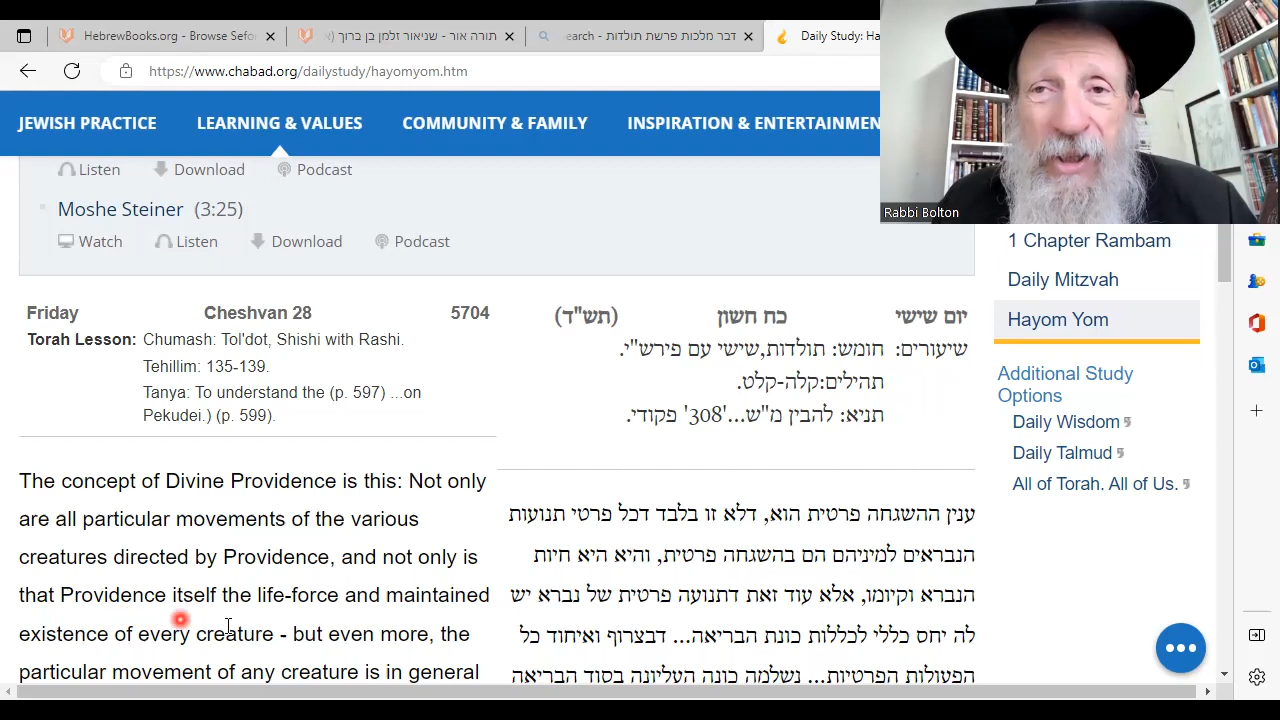 HebrewBooks.org - Browse Sefo
תורה אור - שניאור זלמן בן ברוך (א
דבר מלכות פרשת תולדות - earch
Daily Study: Ha
https://www.chabad.org/dailystudy/hayomyom.htm
JEWISH PRACTICE LEARNING & VALUES COMMUNITY & FAMILY INSPIRATION & ENTERTAINMEN
Rabbi Bolton
Listen Download Podcast
Moshe Steiner (3:25)
Watch Listen Download Podcast
Friday Cheshvan 28 5704
Torah Lesson: Chumash: Tol'dot, Shishi with Rashi.
Tehillim: 135-139.
Tanya: To understand the (p. 597) ...on
Pekudei.) (p. 599).
The concept of Divine Providence is this: Not only
are all particular movements of the various
creatures directed by Providence, and not only is
that Providence itself the life-force and maintained
existence of every creature - but even more, the
particular movement of any creature is in general
יום שישי כח חשון (תש"ד)
שיעורים: חומש: תולדות,שישי עם פירש"י.
תהילים:קלה-קלט.
תניא: להבין מ"ש...'308' פקודי.
ענין ההשגחה פרטית הוא, דלא זו בלבד דכל פרטי תנועות
הנבראים למיניהם הם בהשגחה פרטית, והיא היא חיות
הנברא וקיומו, אלא עוד זאת דתנועה פרטית של נברא יש
לה יחס כללי לכללות כונת הבריאה... דבצרוף ואיחוד כל
הפעולות הפרטיות... נשלמה כונה העליונה בסוד הבריאה
1 Chapter Rambam
Daily Mitzvah
Hayom Yom
Additional Study
Options
Daily Wisdom
Daily Talmud
All of Torah. All of Us.